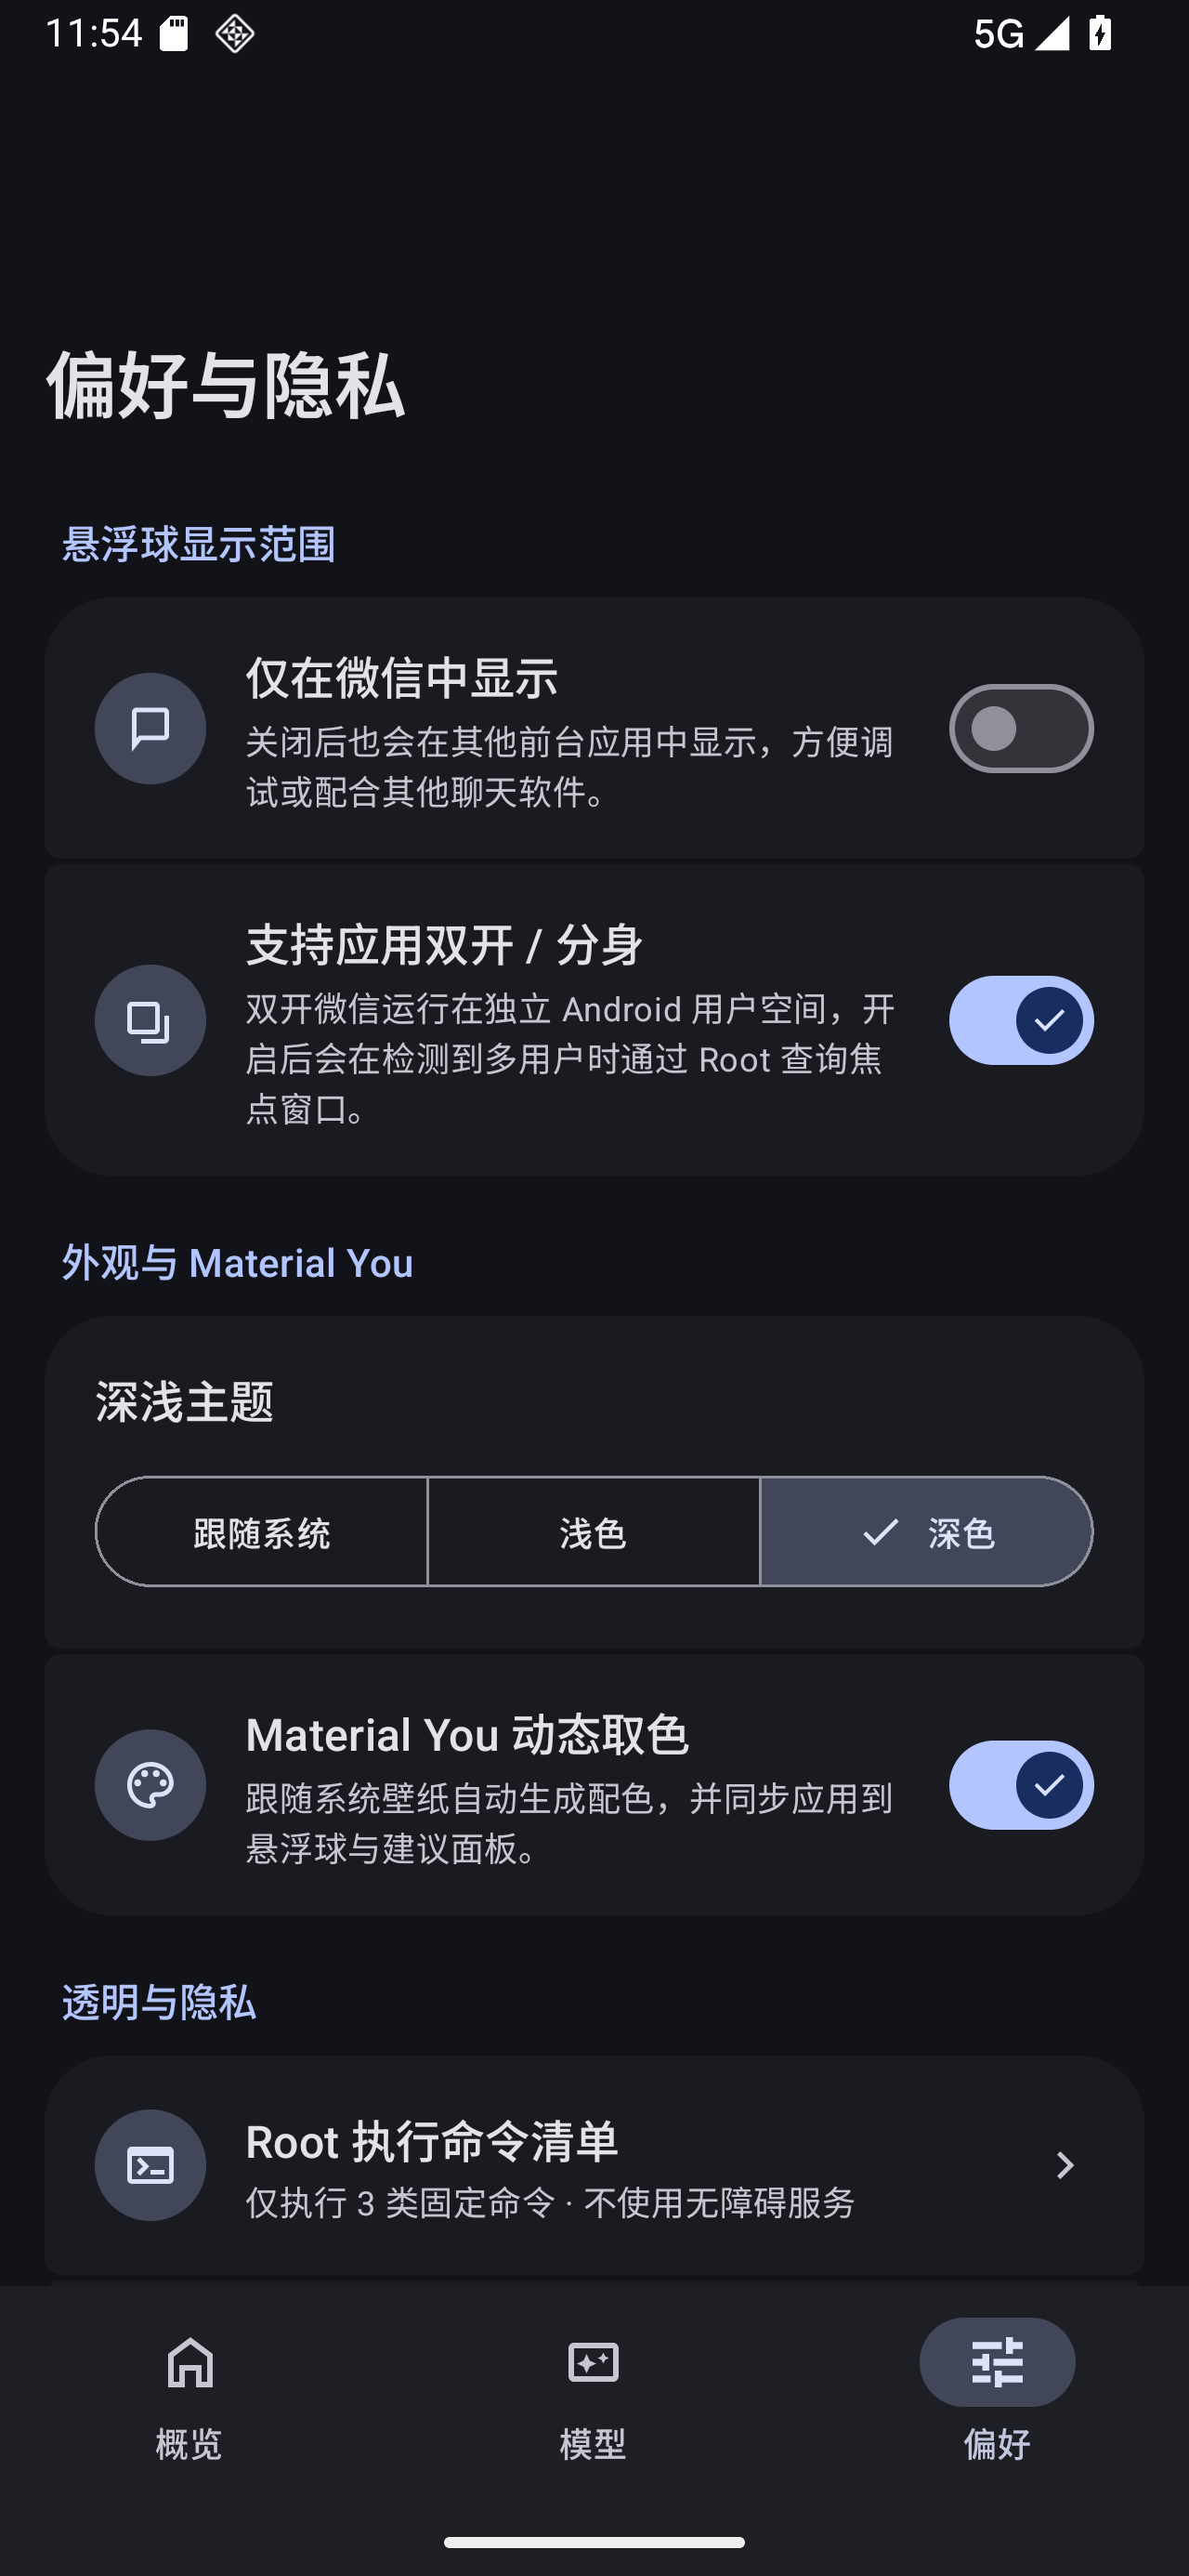 11:54
5G
偏好与隐私
悬浮球显示范围
仅在微信中显示
关闭后也会在其他前台应用中显示，方便调
试或配合其他聊天软件。
支持应用双开 / 分身
双开微信运行在独立 Android 用户空间，开
启后会在检测到多用户时通过 Root 查询焦
点窗口。
外观与 Material You
深浅主题
跟随系统
浅色
深色
Material You 动态取色
跟随系统壁纸自动生成配色，并同步应用到
悬浮球与建议面板。
透明与隐私
Root 执行命令清单
仅执行 3 类固定命令 · 不使用无障碍服务
概览
模型
偏好